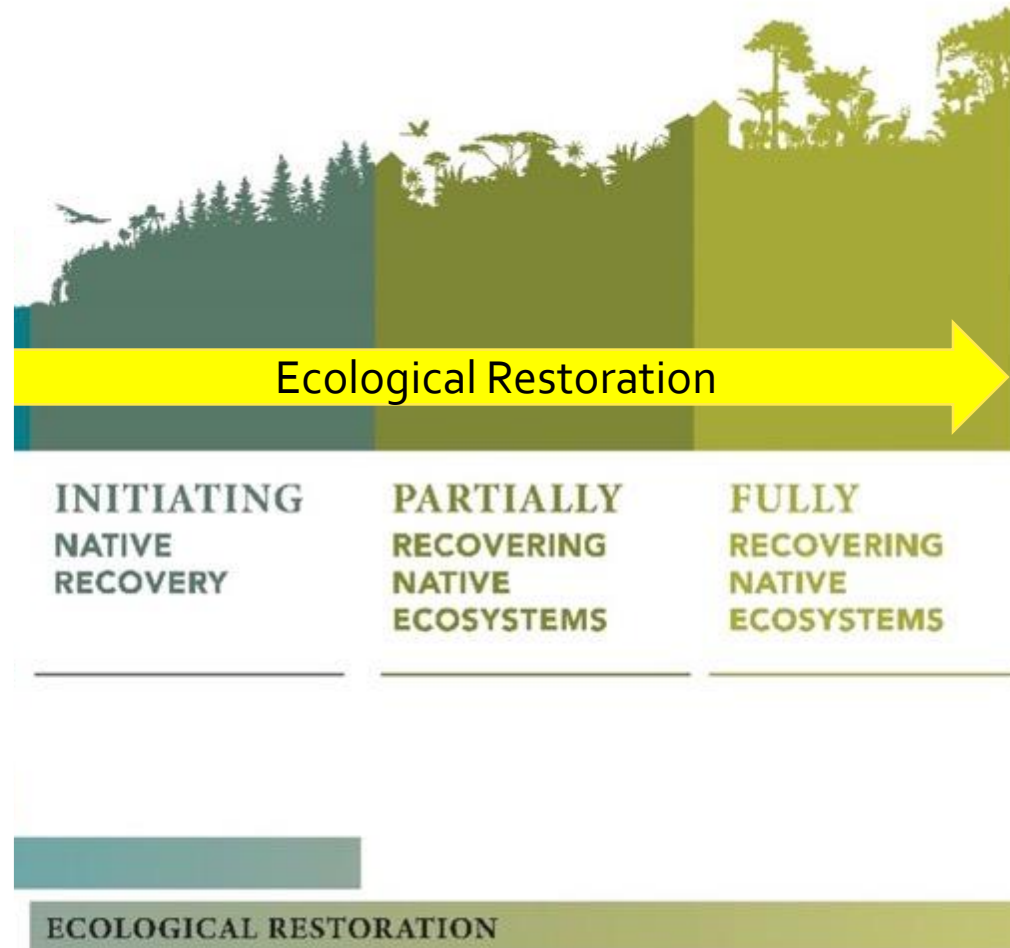 Ecological Restoration
INITIATING
NATIVE
RECOVERY
PARTIALLY
RECOVERING
NATIVE
ECOSYSTEMS
FULLY
RECOVERING
NATIVE
ECOSYSTEMS
ECOLOGICAL RESTORATION